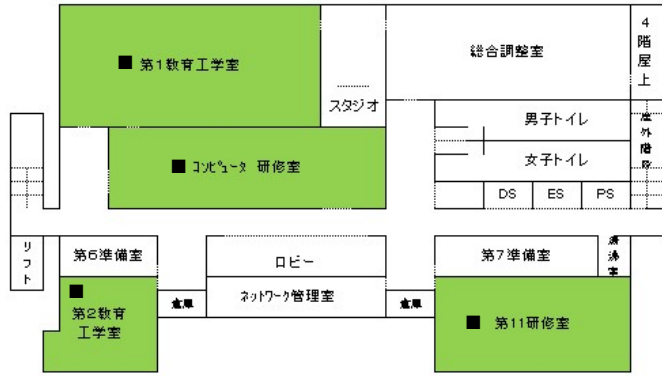 ■ 第1教育工学室
スタジオ
総合調整室
4階屋上
男子トイレ
屋外階段
■ コンピュータ 研修室
女子トイレ
DS
ES
PS
リフト
第6準備室
ロビー
第7準備室
湯沸室
■
第2教育
工学室
倉庫
ネットワーク管理室
倉庫
■ 第11研修室